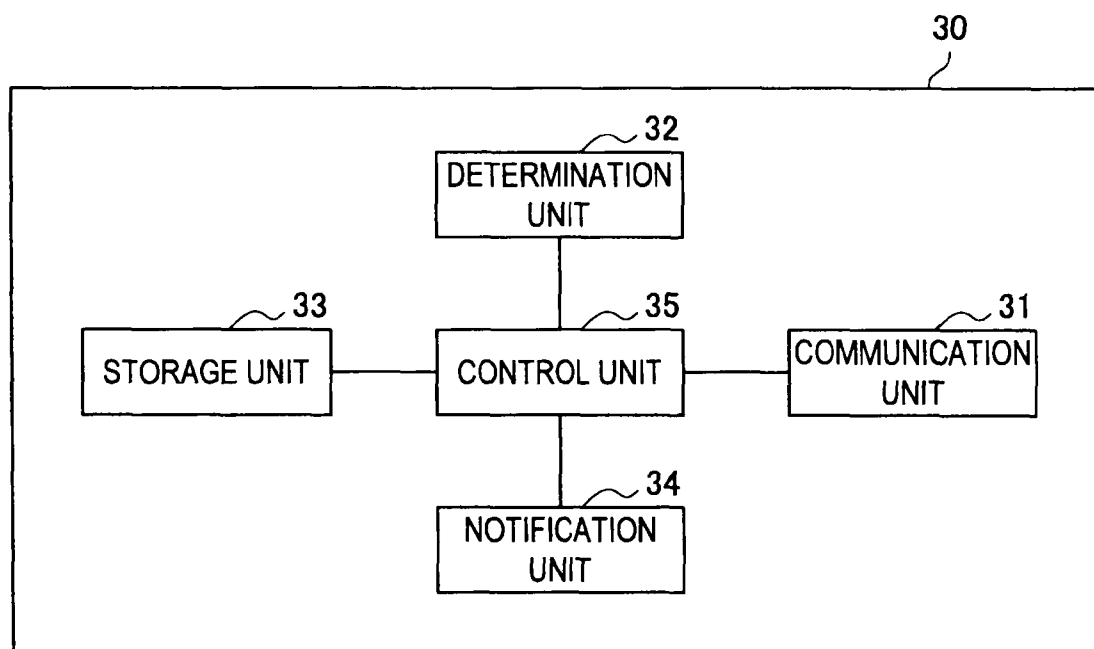 30
32
DETERMINATION
UNIT
33
STORAGE UNIT
35
CONTROL UNIT
31
COMMUNICATION
UNIT
34
NOTIFICATION
UNIT